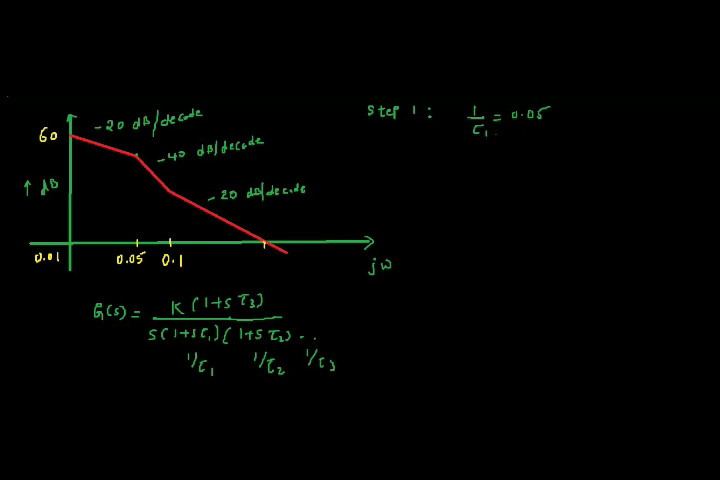 Step 1 : 1/τ₁ = 0.05
-20 dB/decade
60
-40 dB/decade
↑ dB
-20 dB/decade
0.01 0.05 0.1
jω
G(s) = K (1+sτ₃) / s(1+sτ₁)(1+sτ₂) ...
1/τ₁ 1/τ₂ 1/τ₃